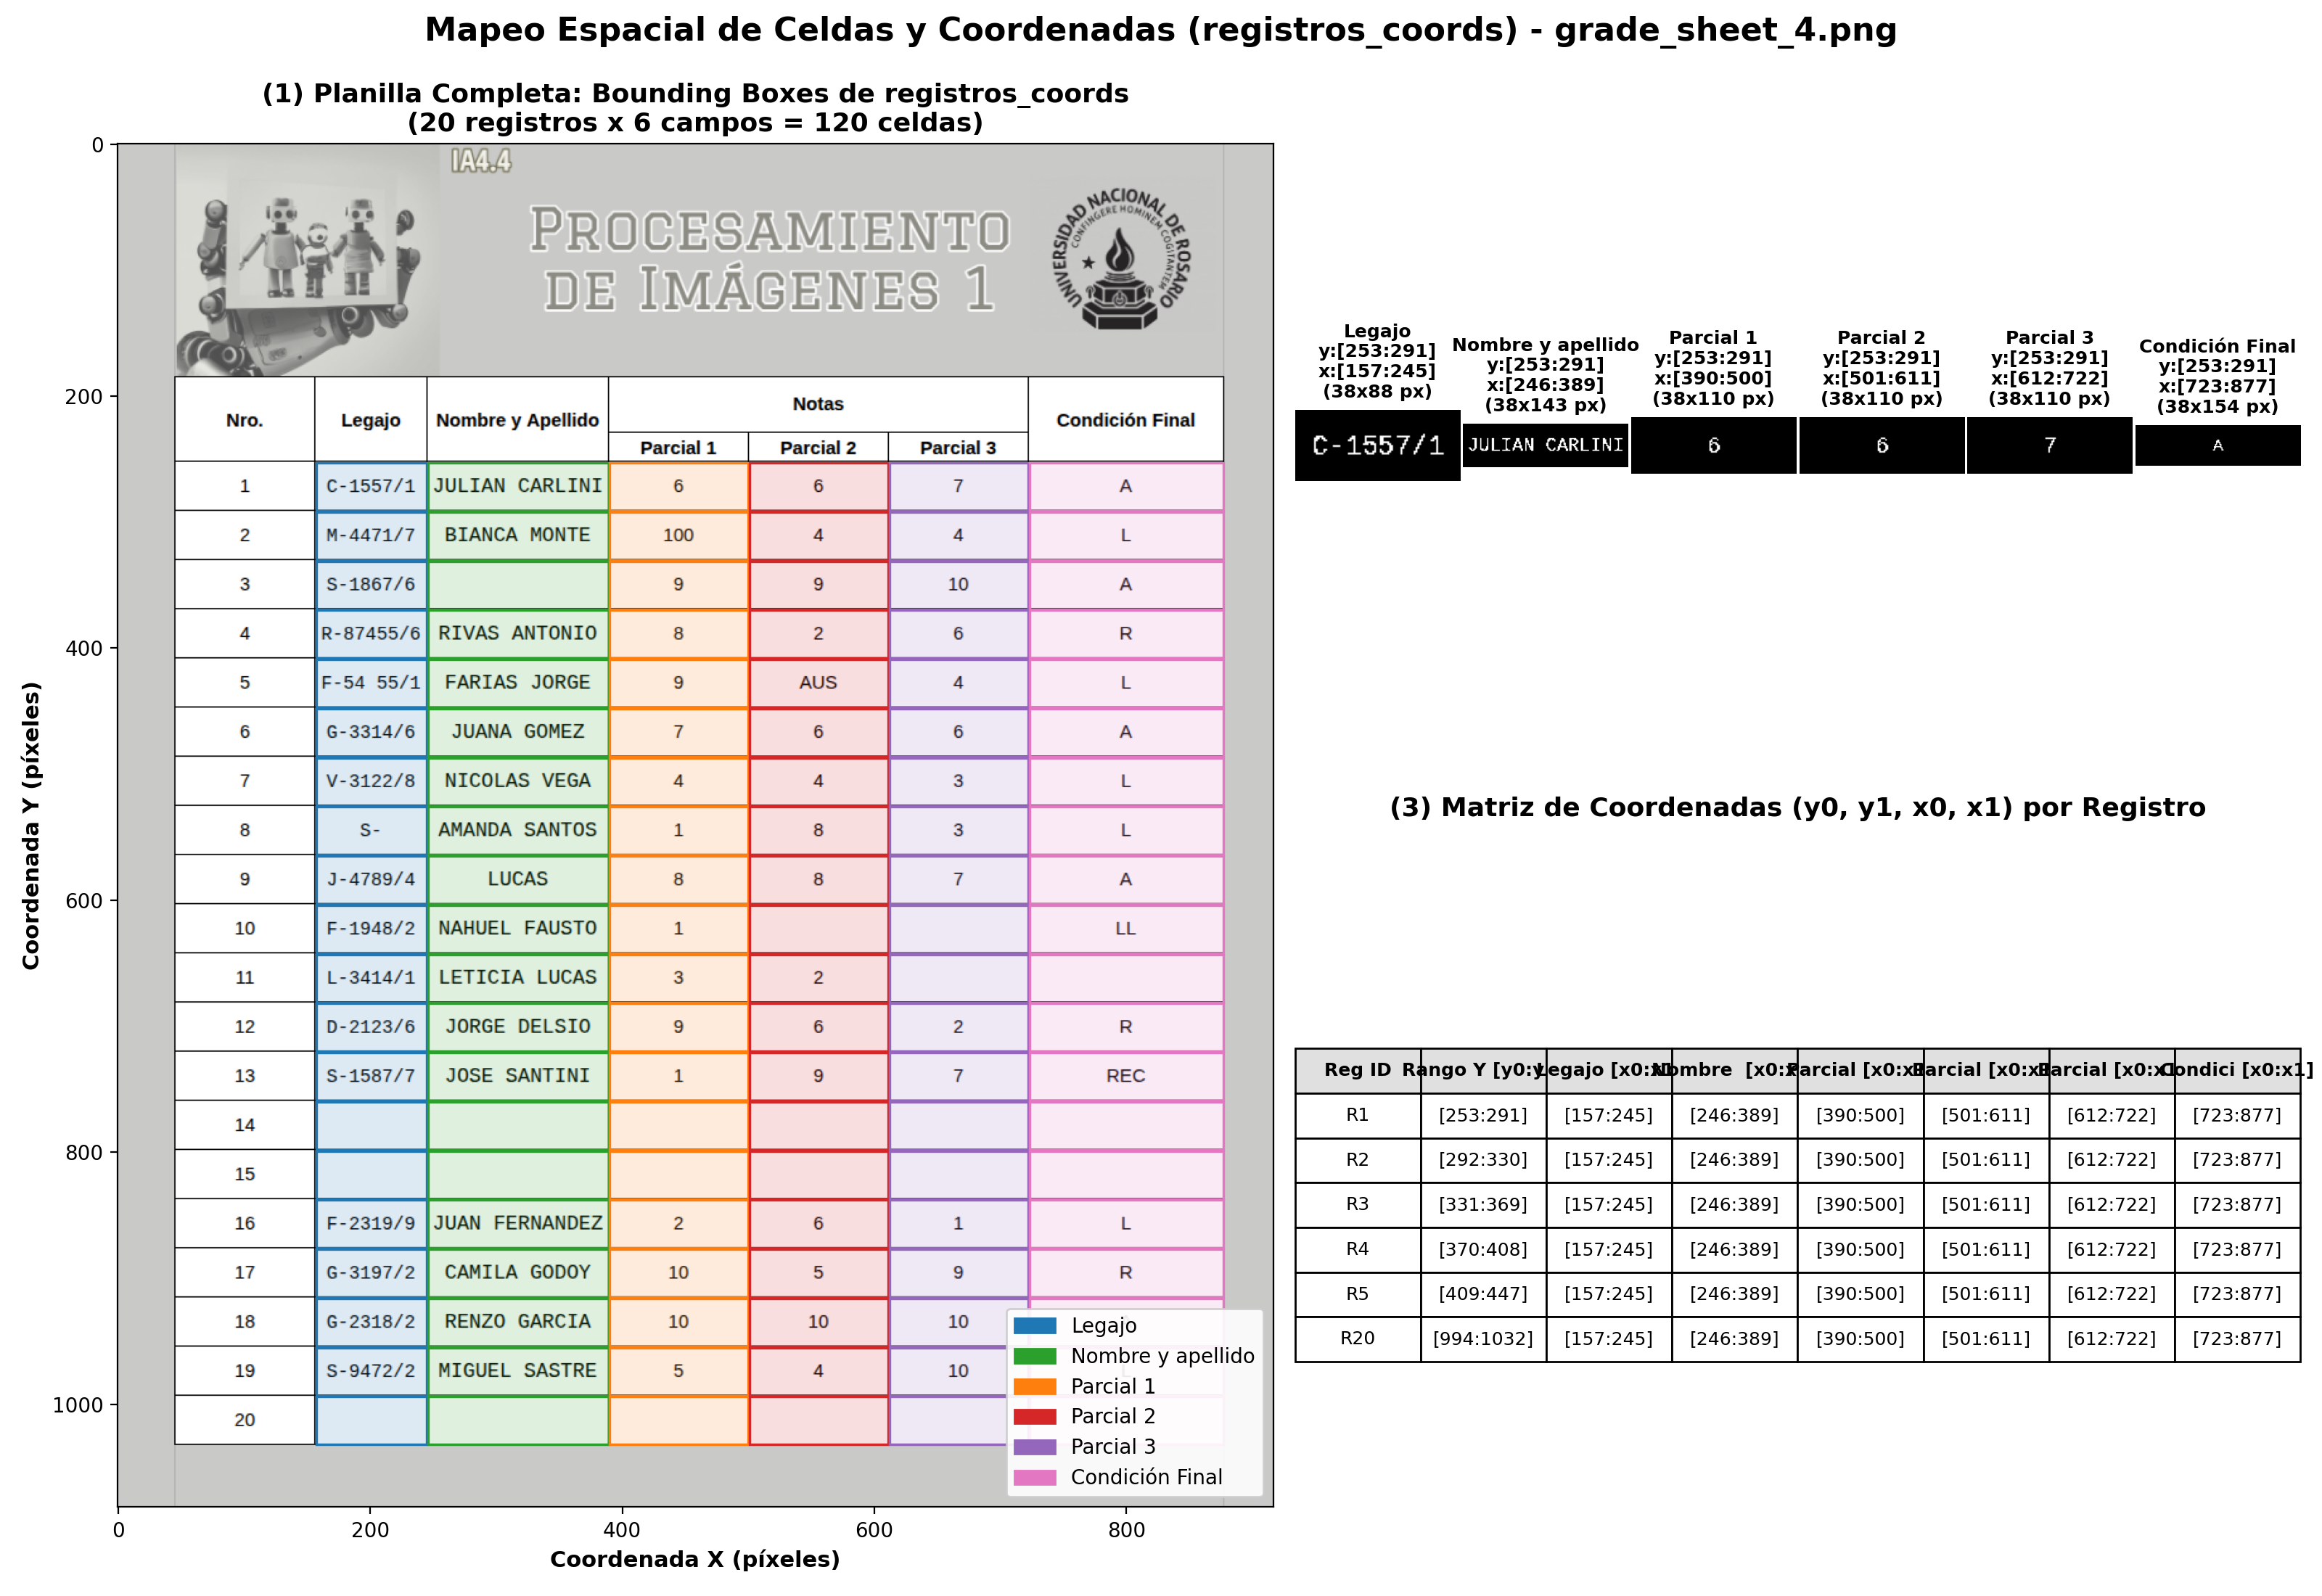 Mapeo Espacial de Celdas y Coordenadas (registros_coords) - grade_sheet_4.png
(1) Planilla Completa: Bounding Boxes de registros_coords
(20 registros x 6 campos = 120 celdas)
IA4.4
PROCESAMIENTO
DE IMÁGENES 1
UNIVERSIDAD NACIONAL DE ROSARIO
CONFINGERE HOMINEM COGITANTEM
Nro. Legajo Nombre y Apellido Notas Condición Final
Parcial 1 Parcial 2 Parcial 3
1 C-1557/1 JULIAN CARLINI 6 6 7 A
2 M-4471/7 BIANCA MONTE 100 4 4 L
3 S-1867/6 9 9 10 A
4 R-87455/6 RIVAS ANTONIO 8 2 6 R
5 F-54 55/1 FARIAS JORGE 9 AUS 4 L
6 G-3314/6 JUANA GOMEZ 7 6 6 A
7 V-3122/8 NICOLAS VEGA 4 4 3 L
8 S- AMANDA SANTOS 1 8 3 L
9 J-4789/4 LUCAS 8 8 7 A
10 F-1948/2 NAHUEL FAUSTO 1 LL
11 L-3414/1 LETICIA LUCAS 3 2
12 D-2123/6 JORGE DELSIO 9 6 2 R
13 S-1587/7 JOSE SANTINI 1 9 7 REC
14
15
16 F-2319/9 JUAN FERNANDEZ 2 6 1 L
17 G-3197/2 CAMILA GODOY 10 5 9 R
18 G-2318/2 RENZO GARCIA 10 10 10
19 S-9472/2 MIGUEL SASTRE 5 4 10
20
Legajo
Nombre y apellido
Parcial 1
Parcial 2
Parcial 3
Condición Final
0
200
400
600
800
1000
Coordenada Y (píxeles)
0 200 400 600 800
Coordenada X (píxeles)
Legajo
y:[253:291]
x:[157:245]
(38x88 px)
C-1557/1
Nombre y apellido
y:[253:291]
x:[246:389]
(38x143 px)
JULIAN CARLINI
Parcial 1
y:[253:291]
x:[390:500]
(38x110 px)
6
Parcial 2
y:[253:291]
x:[501:611]
(38x110 px)
6
Parcial 3
y:[253:291]
x:[612:722]
(38x110 px)
7
Condición Final
y:[253:291]
x:[723:877]
(38x154 px)
A
(3) Matriz de Coordenadas (y0, y1, x0, x1) por Registro
Reg ID Rango Y Legajo Nombre Parcial Parcial Parcial Condici [x0:x1]
R1 [253:291] [157:245] [246:389] [390:500] [501:611] [612:722] [723:877]
R2 [292:330] [157:245] [246:389] [390:500] [501:611] [612:722] [723:877]
R3 [331:369] [157:245] [246:389] [390:500] [501:611] [612:722] [723:877]
R4 [370:408] [157:245] [246:389] [390:500] [501:611] [612:722] [723:877]
R5 [409:447] [157:245] [246:389] [390:500] [501:611] [612:722] [723:877]
R20 [994:1032] [157:245] [246:389] [390:500] [501:611] [612:722] [723:877]